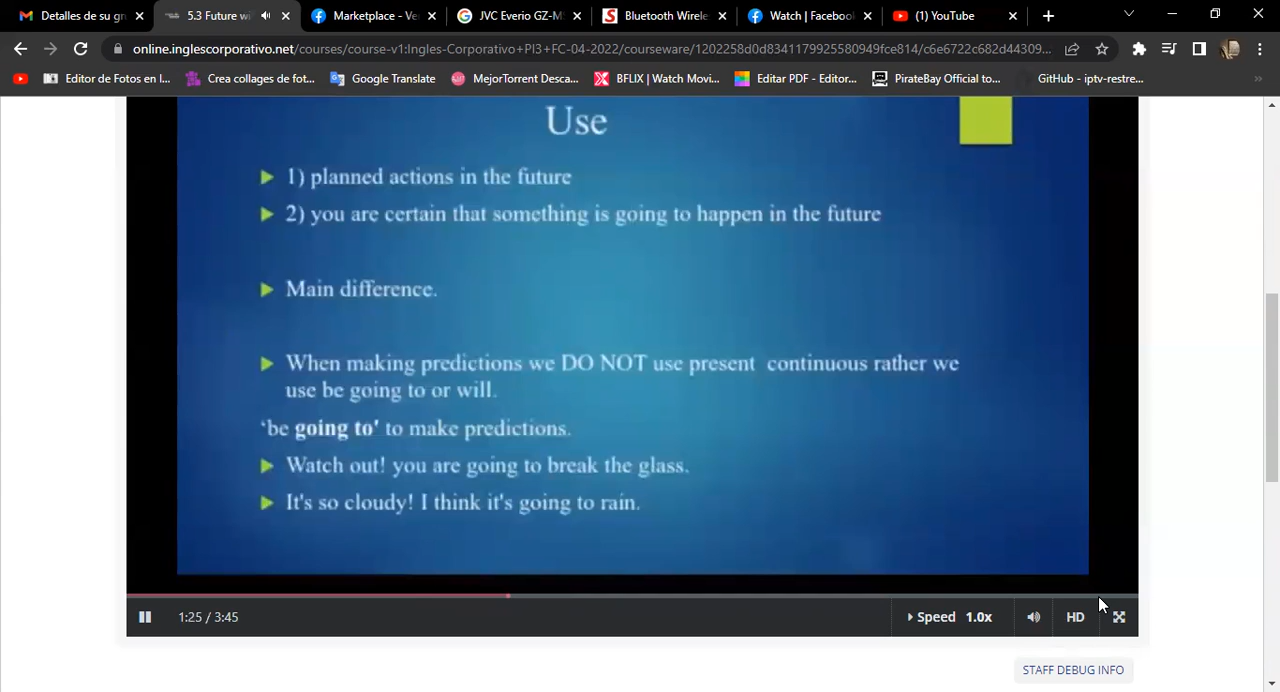 Detalles de su gr
5.3 Future wi
Marketplace - Ve
JVC Everio GZ-M
Bluetooth Wirele
Watch | Facebook
(1) YouTube
online.inglescorporativo.net/courses/course-v1:Ingles-Corporativo+PI3+FC-04-2022/courseware/1202258d0d8341179925580949fce814/c6e6722c682d44309...
Editor de Fotos en l...
Crea collages de fot...
Google Translate
MejorTorrent Desca...
BFLIX | Watch Movi...
Editar PDF - Editor...
PirateBay Official to...
GitHub - iptv-restre...
Use
1) planned actions in the future
2) you are certain that something is going to happen in the future
Main difference.
When making predictions we DO NOT use present continuous rather we
use be going to or will.
‘be going to' to make predictions.
Watch out! you are going to break the glass.
It's so cloudy! I think it's going to rain.
1:25 / 3:45
Speed 1.0x
HD
STAFF DEBUG INFO